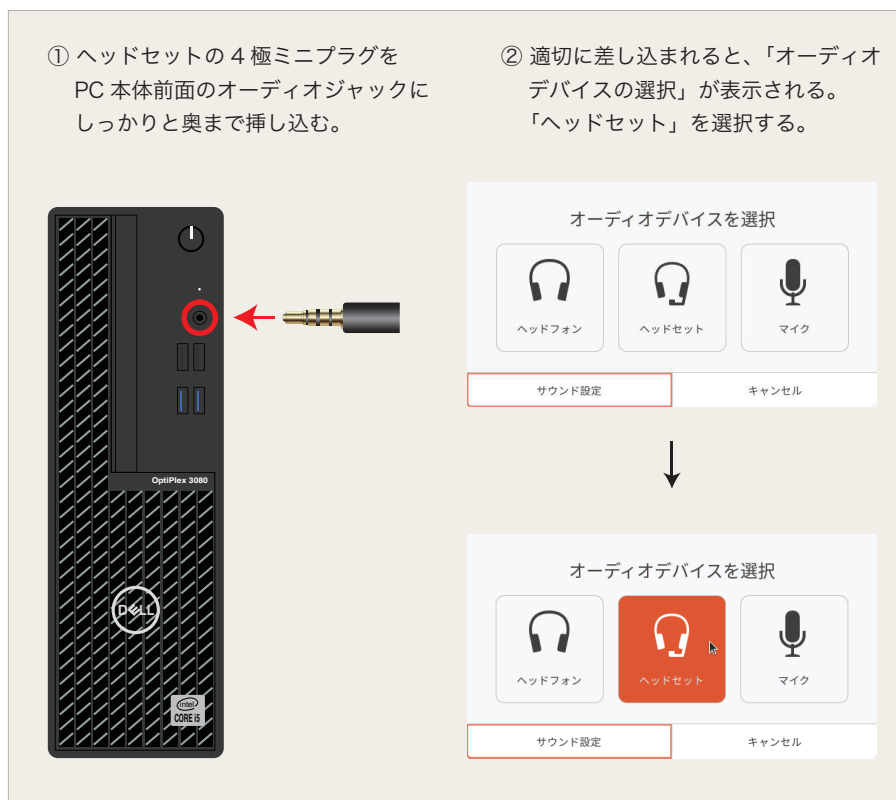 ① ヘッドセットの 4 極ミニプラグを
PC 本体前面のオーディオジャックに
しっかりと奥まで挿し込む。
② 適切に差し込まれると、「オーディオ
デバイスの選択」が表示される。
「ヘッドセット」を選択する。
OptiPlex 3080
DELL
intel
CORE i5
オーディオデバイスを選択
ヘッドフォン
ヘッドセット
マイク
サウンド設定
キャンセル
オーディオデバイスを選択
ヘッドフォン
ヘッドセット
マイク
サウンド設定
キャンセル